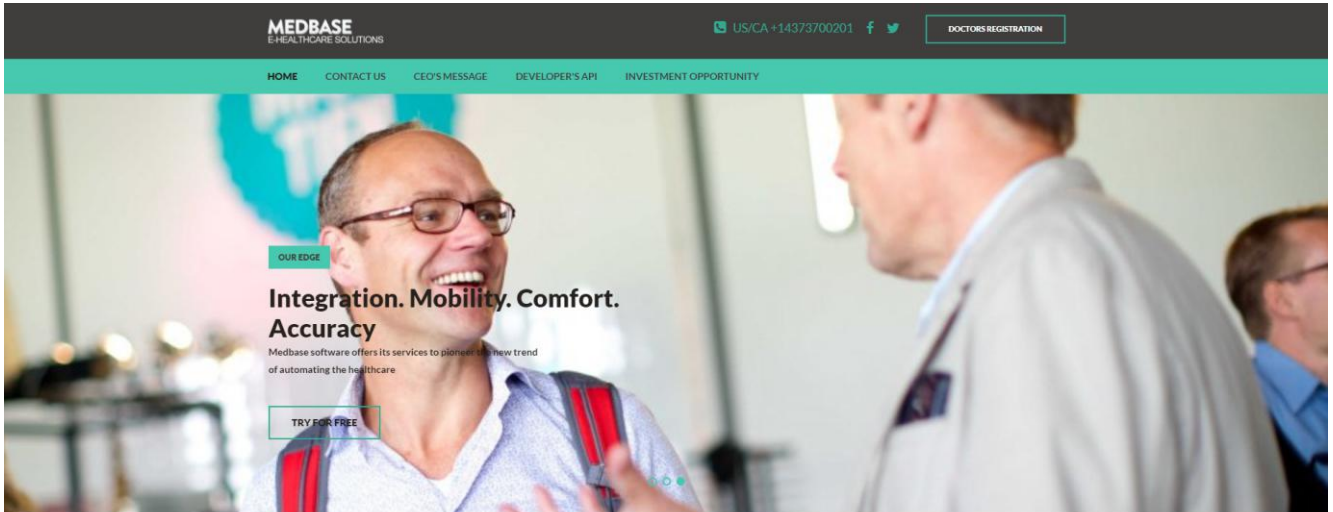 MEDBASE
E-HEALTHCARE SOLUTIONS
US/CA +14373700201
DOCTORS REGISTRATION
HOME CONTACT US CEO'S MESSAGE DEVELOPER'S API INVESTMENT OPPORTUNITY
OUR EDGE
Integration. Mobility. Comfort.
Accuracy
Medbase software offers its services to pioneer the new trend
of automating the healthcare
TRY FOR FREE